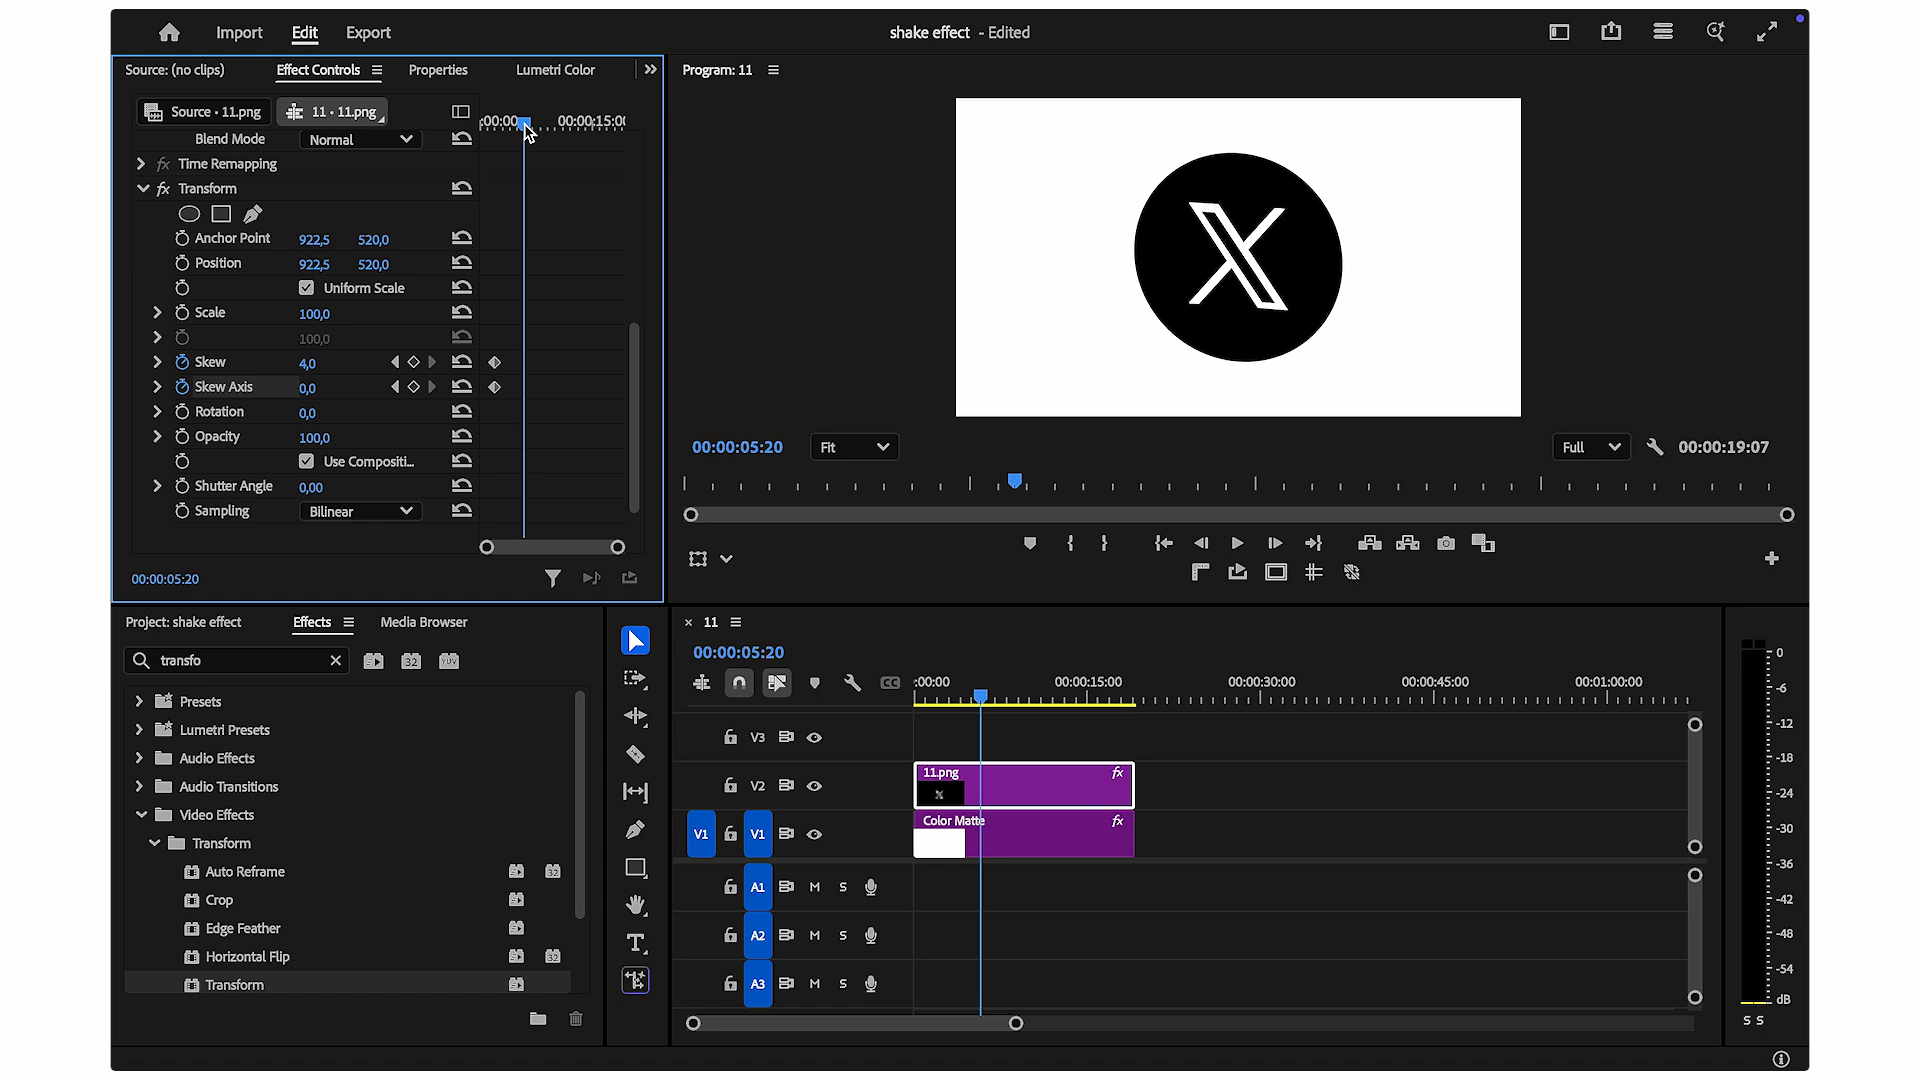 Import Edit Export
shake effect - Edited
Source: (no clips) Effect Controls Properties Lumetri Color
Source • 11.png 11 • 11.png
:00:00 00:00:15:00
Blend Mode Normal
fx Time Remapping
fx Transform
Anchor Point 922,5 520,0
Position 922,5 520,0
Uniform Scale
Scale 100,0
100,0
Skew 4,0
Skew Axis 0,0
Rotation 0,0
Opacity 100,0
Use Compositi...
Shutter Angle 0,00
Sampling Bilinear
00:00:05:20
Program: 11
X
00:00:05:20 Fit Full 00:00:19:07
Project: shake effect Effects Media Browser
transfo 32 YUV
Presets
Lumetri Presets
Audio Effects
Audio Transitions
Video Effects
Transform
Auto Reframe 32
Crop
Edge Feather
Horizontal Flip 32
Transform
× 11
00:00:05:20
CC :00:00 00:00:15:00 00:00:30:00 00:00:45:00 00:01:00:00
V3
V2 11.png fx
V1 V1 Color Matte fx
A1 M S
A2 M S
A3 M S
0
-6
-12
-18
-24
-30
-36
-42
-48
-54
dB
S S